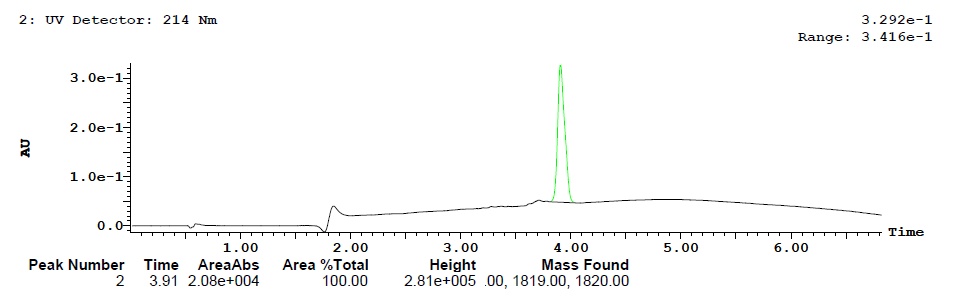 2: UV Detector: 214 Nm 3.292e-1
Range: 3.416e-1
3.0e-1
2.0e-1
AU
1.0e-1
0.0
Time
1.00 2.00 3.00 4.00 5.00 6.00
Peak Number Time AreaAbs Area %Total Height Mass Found
2 3.91 2.08e+004 100.00 2.81e+005 .00, 1819.00, 1820.00